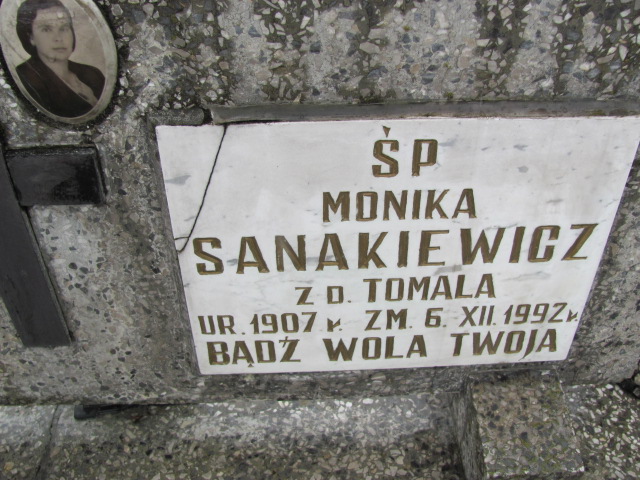 ŚP
MONIKA
SANAKIEWICZ
Z D. TOMALA
UR. 1907 R. ZM. 6. XII. 1992 R.
BĄDŹ WOLA TWOJA